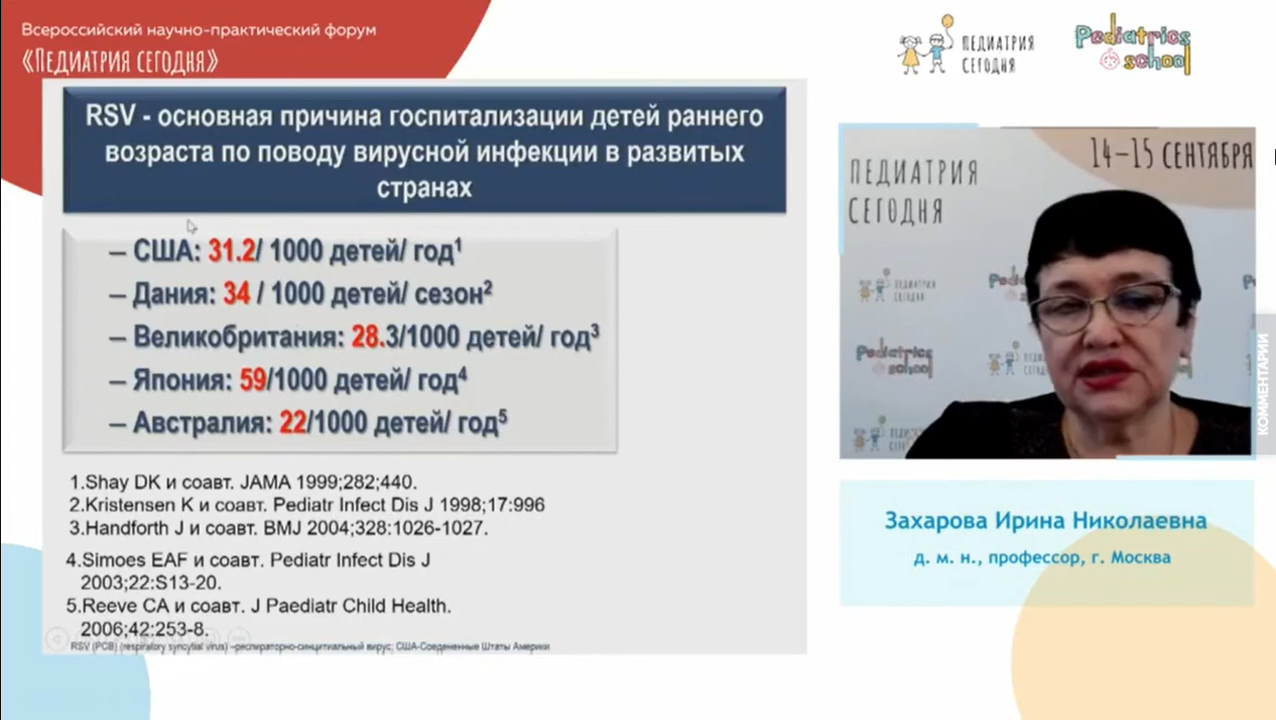 Всероссийский научно-практический форум
«Педиатрия сегодня»
ПЕДИАТРИЯ
СЕГОДНЯ
Pediatrics
school
RSV - основная причина госпитализации детей раннего
возраста по поводу вирусной инфекции в развитых
странах
– США: 31.2/ 1000 детей/ год1
– Дания: 34 / 1000 детей/ сезон2
– Великобритания: 28.3/1000 детей/ год3
– Япония: 59/1000 детей/ год4
– Австралия: 22/1000 детей/ год5
1.Shay DK и соавт. JAMA 1999;282;440.
2.Kristensen K и соавт. Pediatr Infect Dis J 1998;17:996
3.Handforth J и соавт. BMJ 2004;328:1026-1027.
4.Simoes EAF и соавт. Pediatr Infect Dis J
2003;22:S13-20.
5.Reeve CA и соавт. J Paediatr Child Health.
2006;42:253-8.
RSV (РСВ) (respiratory syncytial virus) –респираторно-синцитиальный вирус; США-Соедененные Штаты Америки
14–15 СЕНТЯБРЯ
ПЕДИАТРИЯ
СЕГОДНЯ
Pediatrics
school
КОММЕНТАРИИ
Захарова Ирина Николаевна
д. м. н., профессор, г. Москва